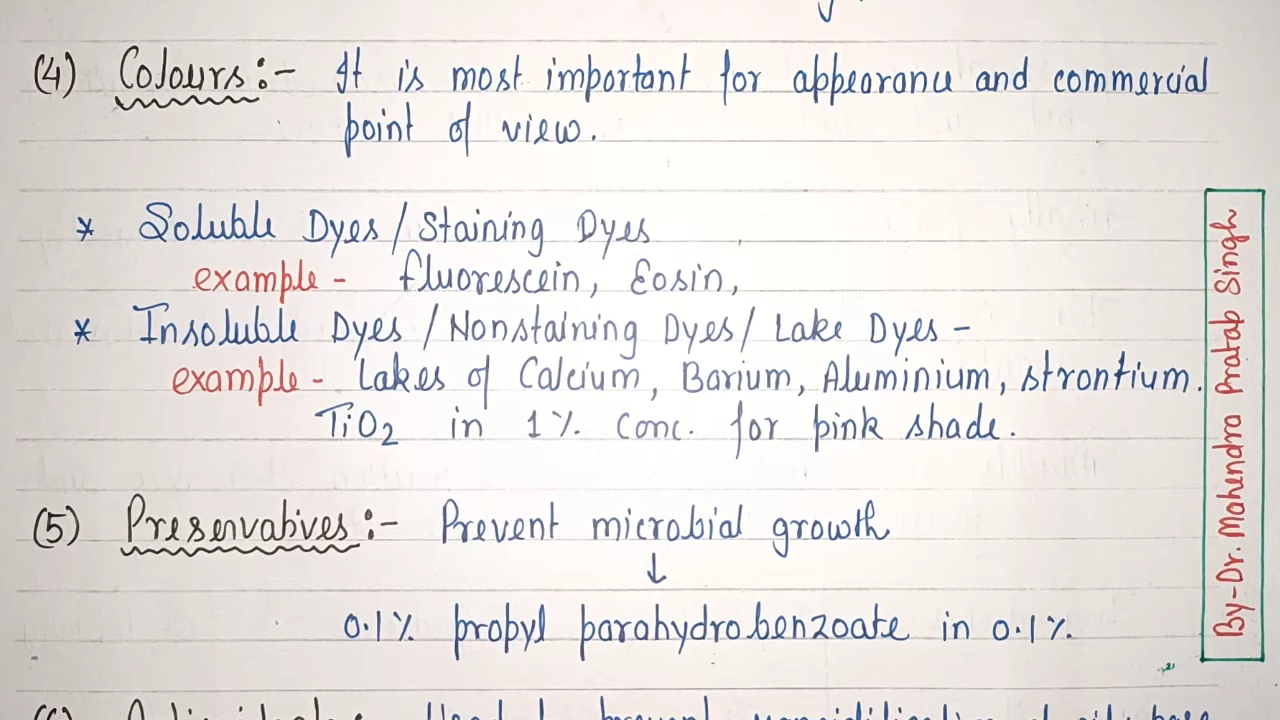 (4) Colours:- It is most important for appearance and commercial
point of view.
* Soluble Dyes / Staining Dyes
example - fluorescein, Eosin,
* Insoluble Dyes / Nonstaining Dyes / Lake Dyes -
example - Lakes of Calcium, Barium, Aluminium, strontium.
TiO2 in 1% conc. for pink shade.
(5) Preservatives:- Prevent microbial growth
↓
0.1% propyl parahydrobenzoate in 0.1%.
By-Dr. Mahendra Pratap Singh